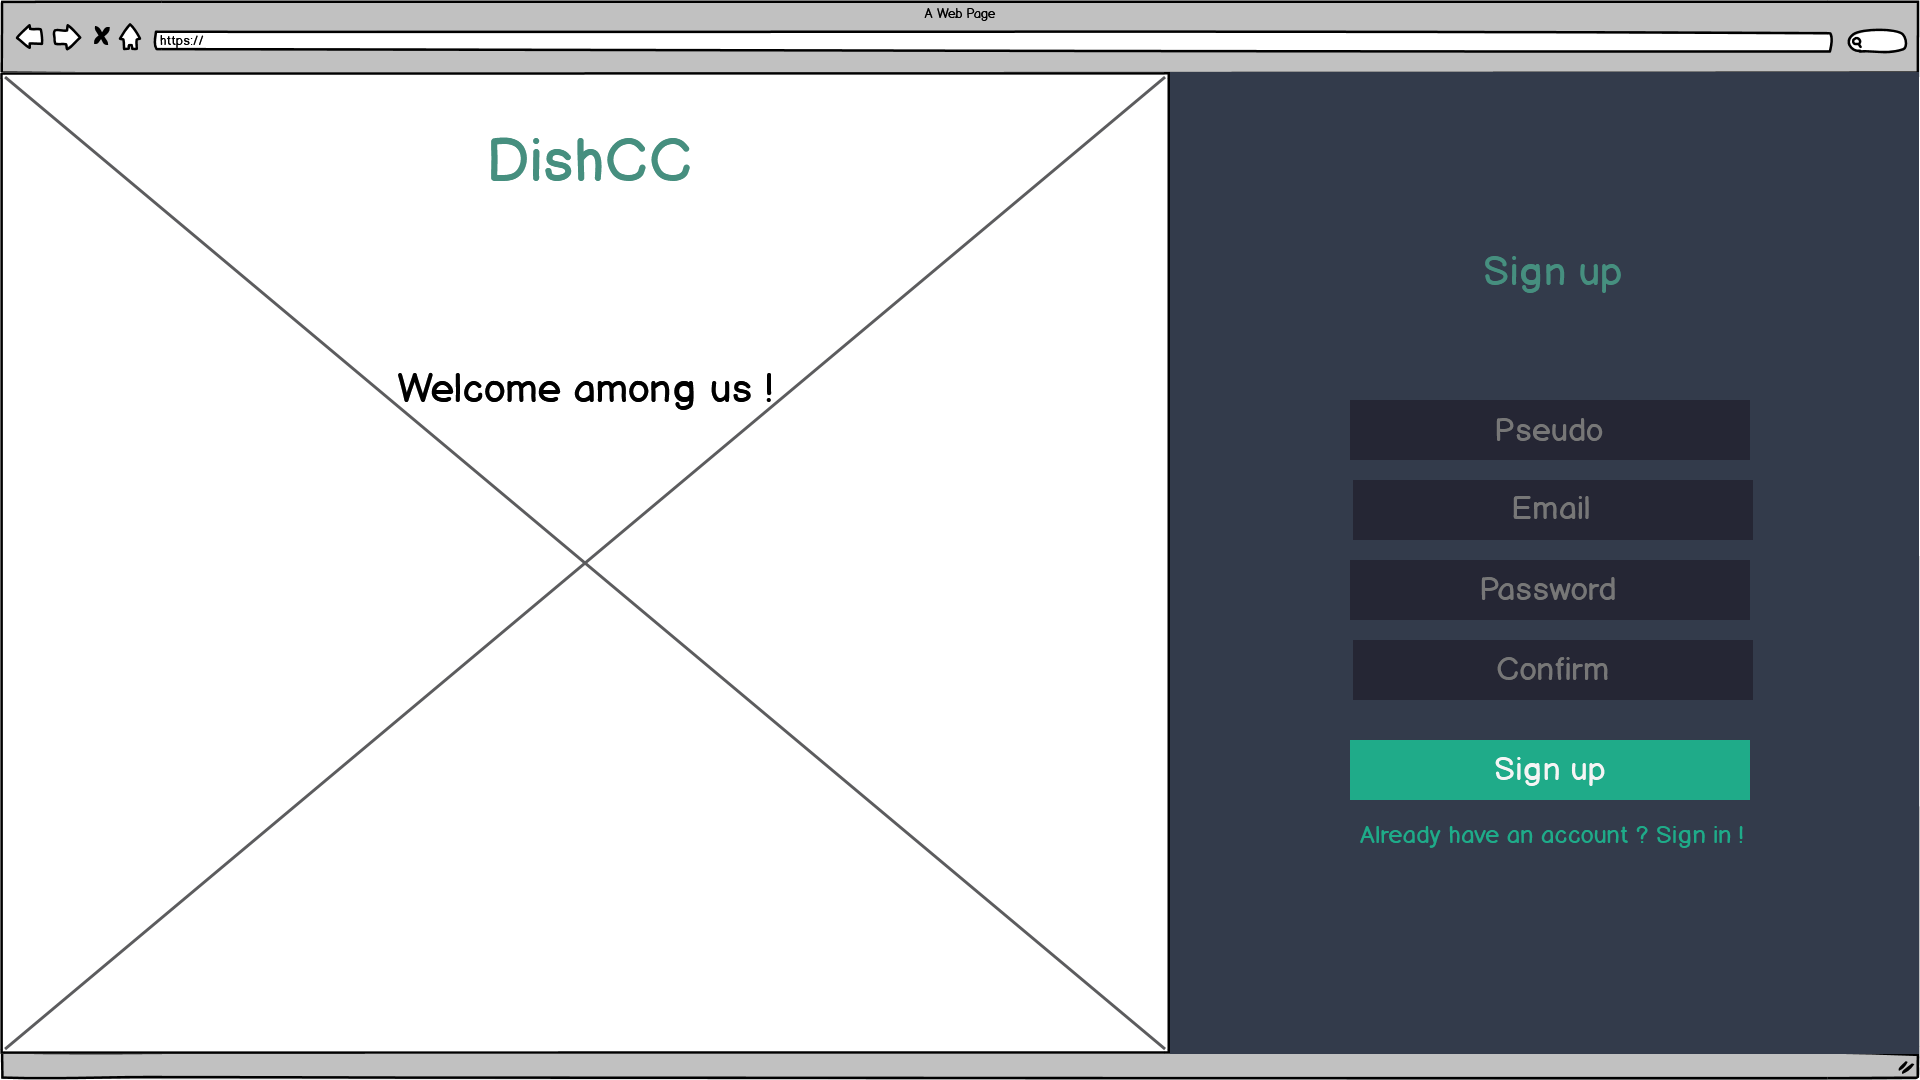 A Web Page
https://
DishCC
Welcome among us !
Sign up
Pseudo
Email
Password
Confirm
Sign up
Already have an account ? Sign in !